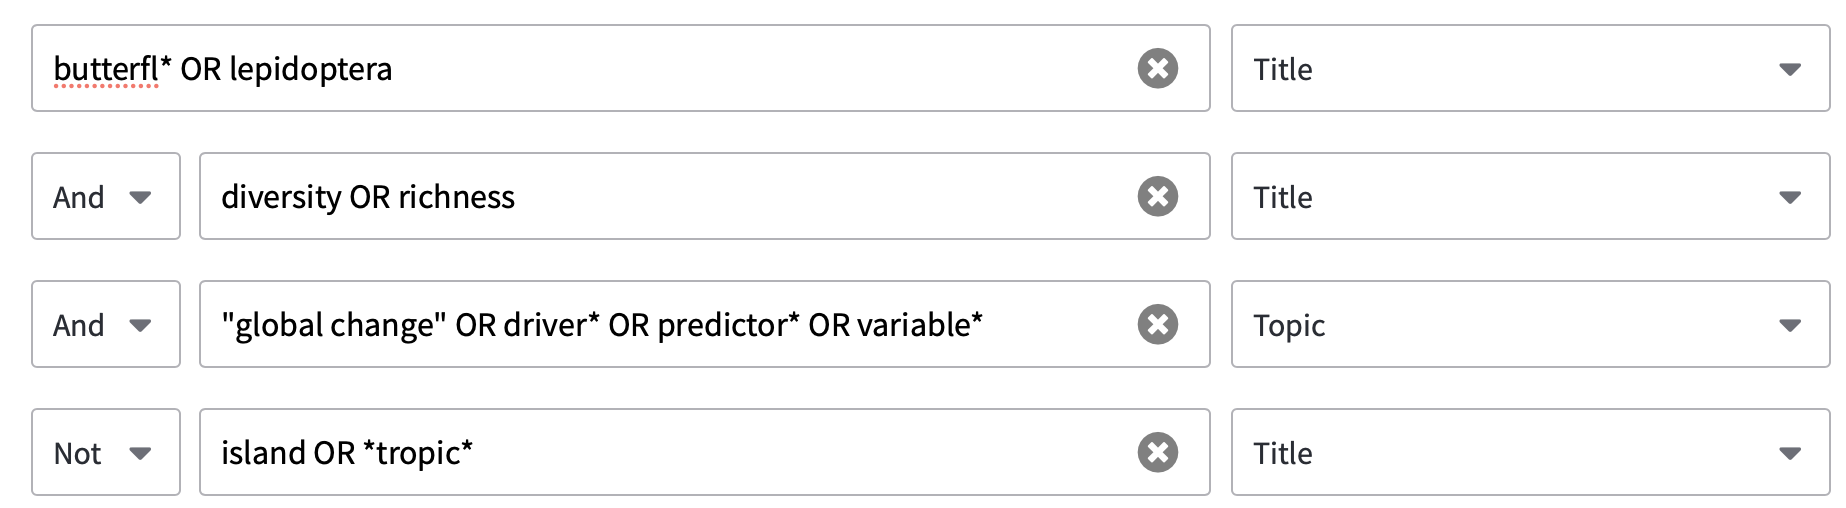 butterfl* OR lepidoptera Title
And diversity OR richness Title
And "global change" OR driver* OR predictor* OR variable* Topic
Not island OR *tropic* Title